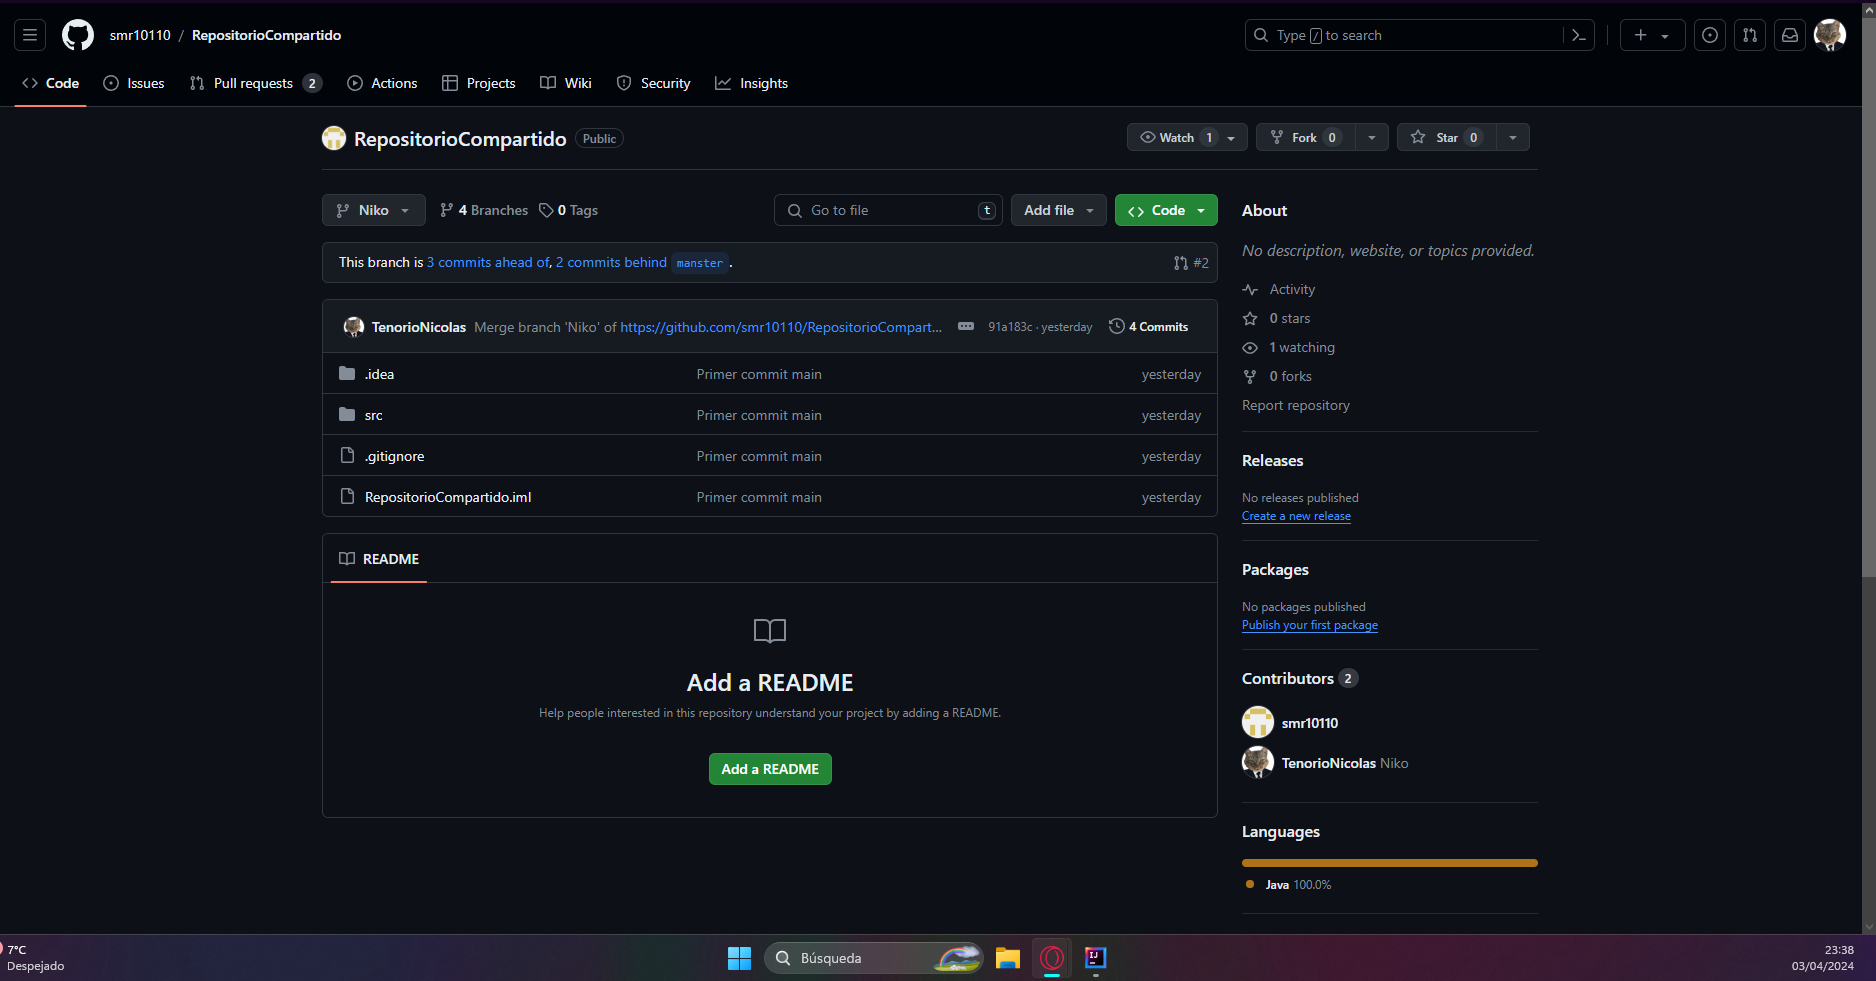 smr10110 / RepositorioCompartido
Type / to search
Code
Issues
Pull requests 2
Actions
Projects
Wiki
Security
Insights
RepositorioCompartido Public
Watch 1
Fork 0
Star 0
Niko
4 Branches
0 Tags
Go to file t
Add file
Code
This branch is 3 commits ahead of, 2 commits behind manster .
#2
TenorioNicolas Merge branch 'Niko' of https://github.com/smr10110/RepositorioCompart... 91a183c · yesterday 4 Commits
.idea Primer commit main yesterday
src Primer commit main yesterday
.gitignore Primer commit main yesterday
RepositorioCompartido.iml Primer commit main yesterday
README
Add a README
Help people interested in this repository understand your project by adding a README.
Add a README
About
No description, website, or topics provided.
Activity
0 stars
1 watching
0 forks
Report repository
Releases
No releases published
Create a new release
Packages
No packages published
Publish your first package
Contributors 2
smr10110
TenorioNicolas Niko
Languages
Java 100.0%
7°C
Despejado
Búsqueda
IJ
23:38
03/04/2024